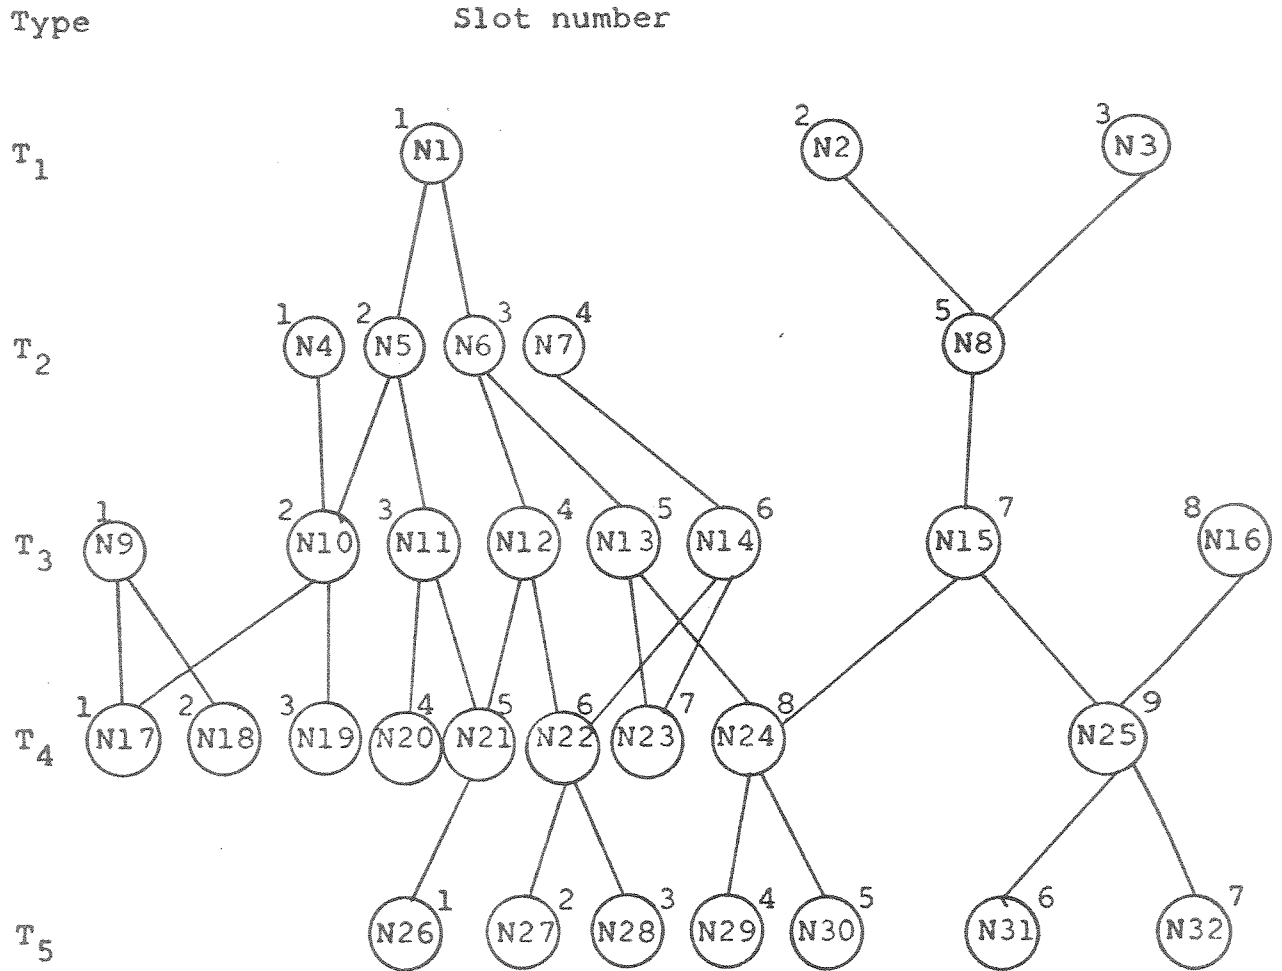 Type Slot number
1 2 3
T1 N1 N2 N3
1 2 3 4 5
T2 N4 N5 N6 N7 N8
1 2 3 4 5 6 7 8
T3 N9 N10 N11 N12 N13 N14 N15 N16
1 2 3 4 5 6 7 8 9
T4 N17 N18 N19 N20 N21 N22 N23 N24 N25
1 2 3 4 5 6 7
T5 N26 N27 N28 N29 N30 N31 N32